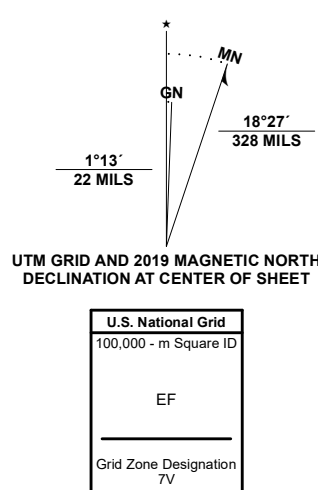 ★
MN
GN
18°27´
328 MILS
1°13´
22 MILS
UTM GRID AND 2019 MAGNETIC NORTH
DECLINATION AT CENTER OF SHEET
U.S. National Grid
100,000 - m Square ID
EF
Grid Zone Designation
7V